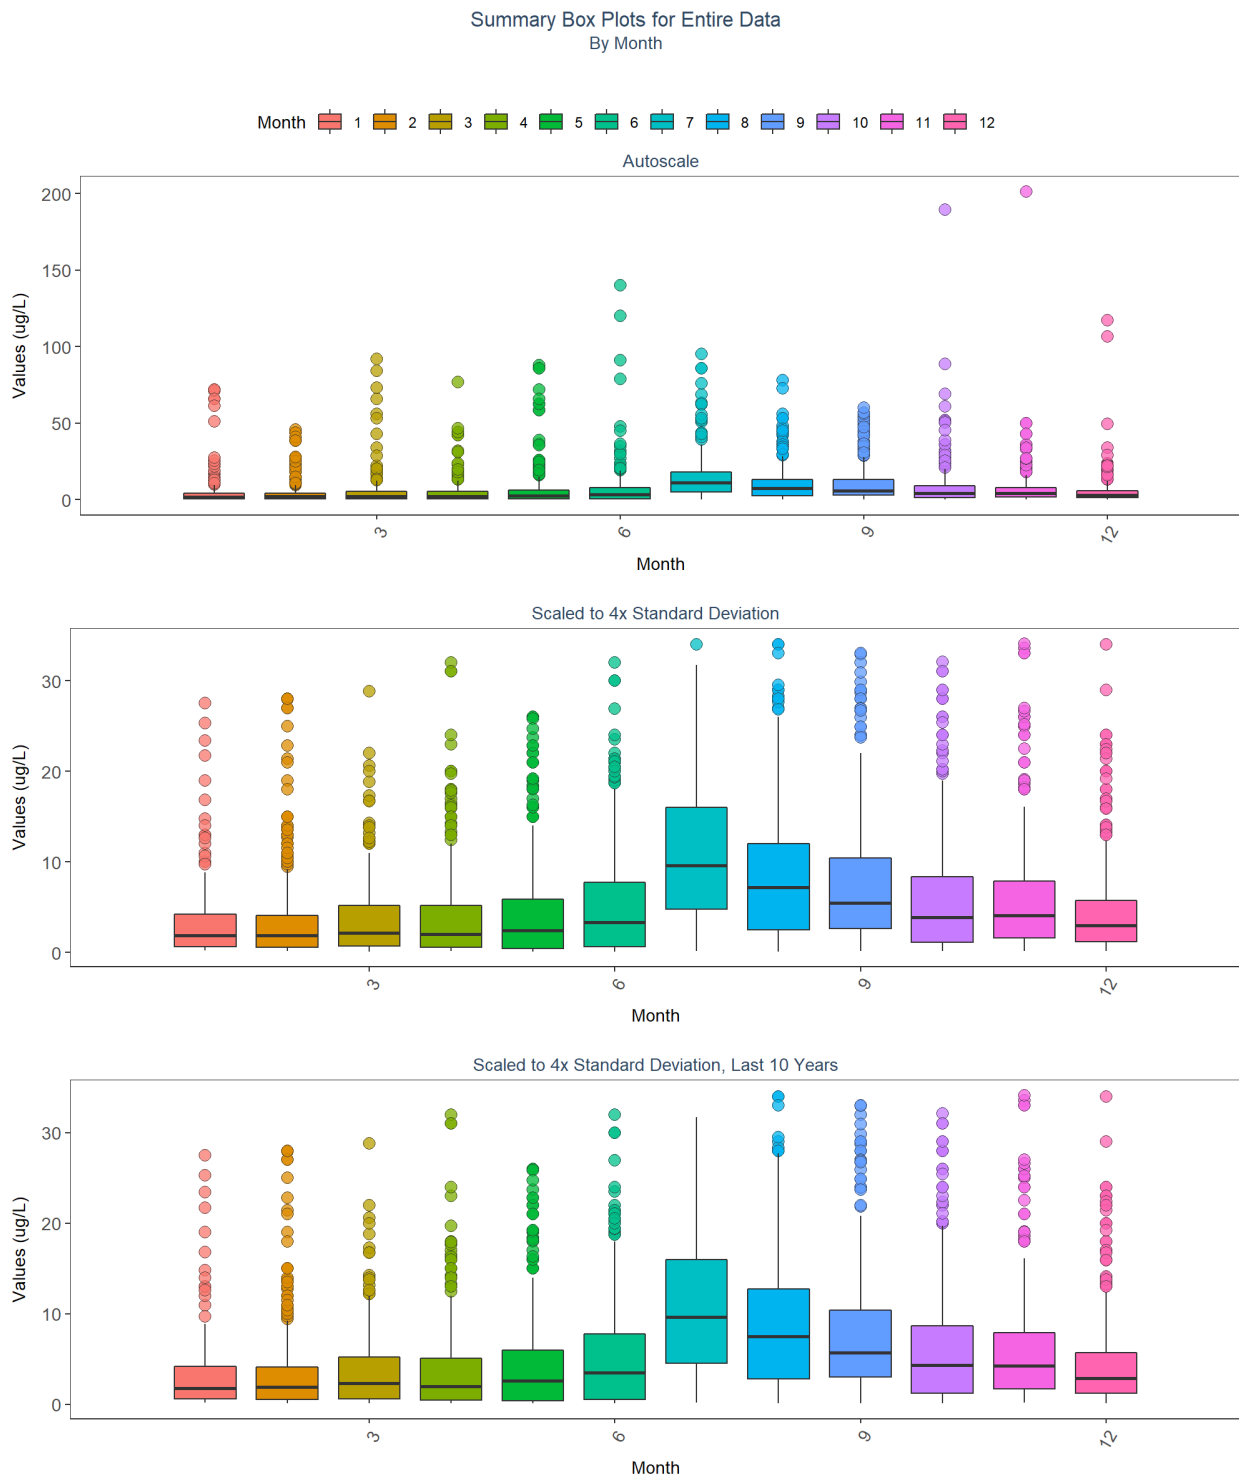 Summary Box Plots for Entire Data
By Month
Month 1 2 3 4 5 6 7 8 9 10 11 12
Autoscale
Values (ug/L)
200
150
100
50
0
3 6 9 12
Month
Scaled to 4x Standard Deviation
Values (ug/L)
30
20
10
0
3 6 9 12
Month
Scaled to 4x Standard Deviation, Last 10 Years
Values (ug/L)
30
20
10
0
3 6 9 12
Month